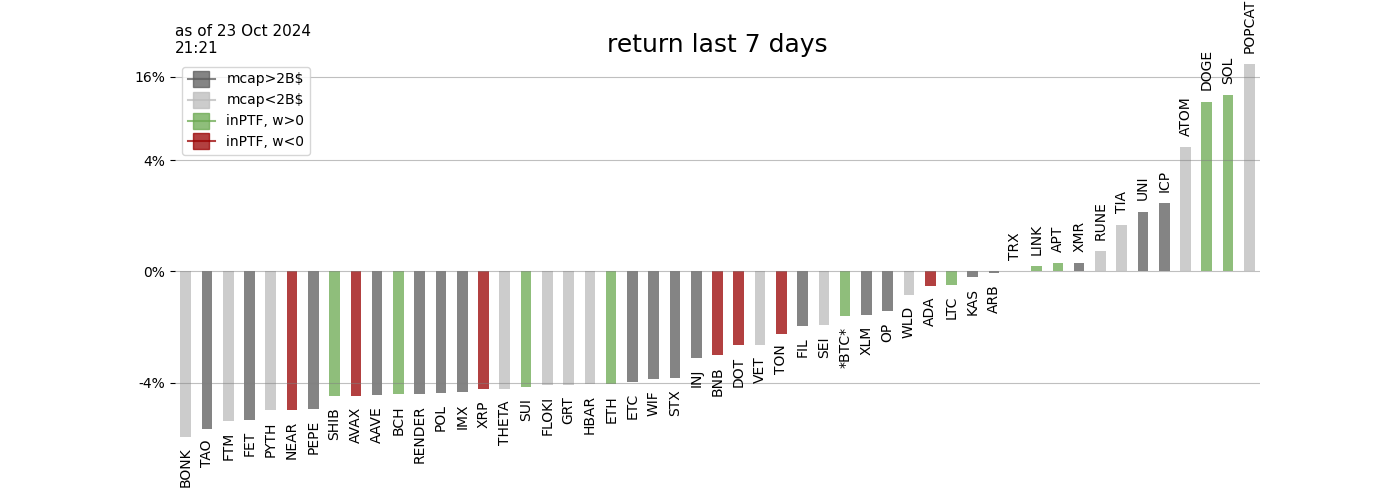 as of 23 Oct 2024
21:21
return last 7 days
mcap>2B$
mcap<2B$
inPTF, w>0
inPTF, w<0
16%
4%
0%
-4%
BONK
TAO
FTM
FET
PYTH
NEAR
PEPE
SHIB
AVAX
AAVE
BCH
RENDER
POL
IMX
XRP
THETA
SUI
FLOKI
GRT
HBAR
ETH
ETC
WIF
STX
INJ
BNB
DOT
VET
TON
FIL
SEI
*BTC*
XLM
OP
WLD
ADA
LTC
KAS
ARB
TRX
LINK
APT
XMR
RUNE
TIA
UNI
ICP
ATOM
DOGE
SOL
POPCAT